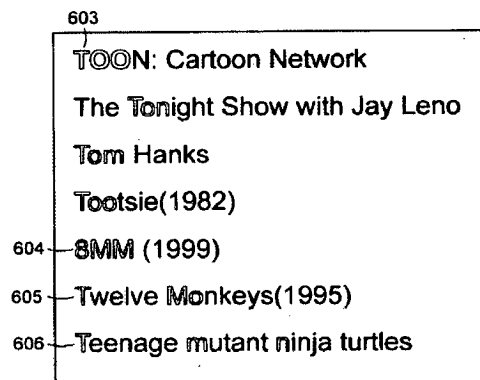 603
TOON: Cartoon Network
The Tonight Show with Jay Leno
Tom Hanks
Tootsie(1982)
604 8MM (1999)
605 Twelve Monkeys(1995)
606 Teenage mutant ninja turtles